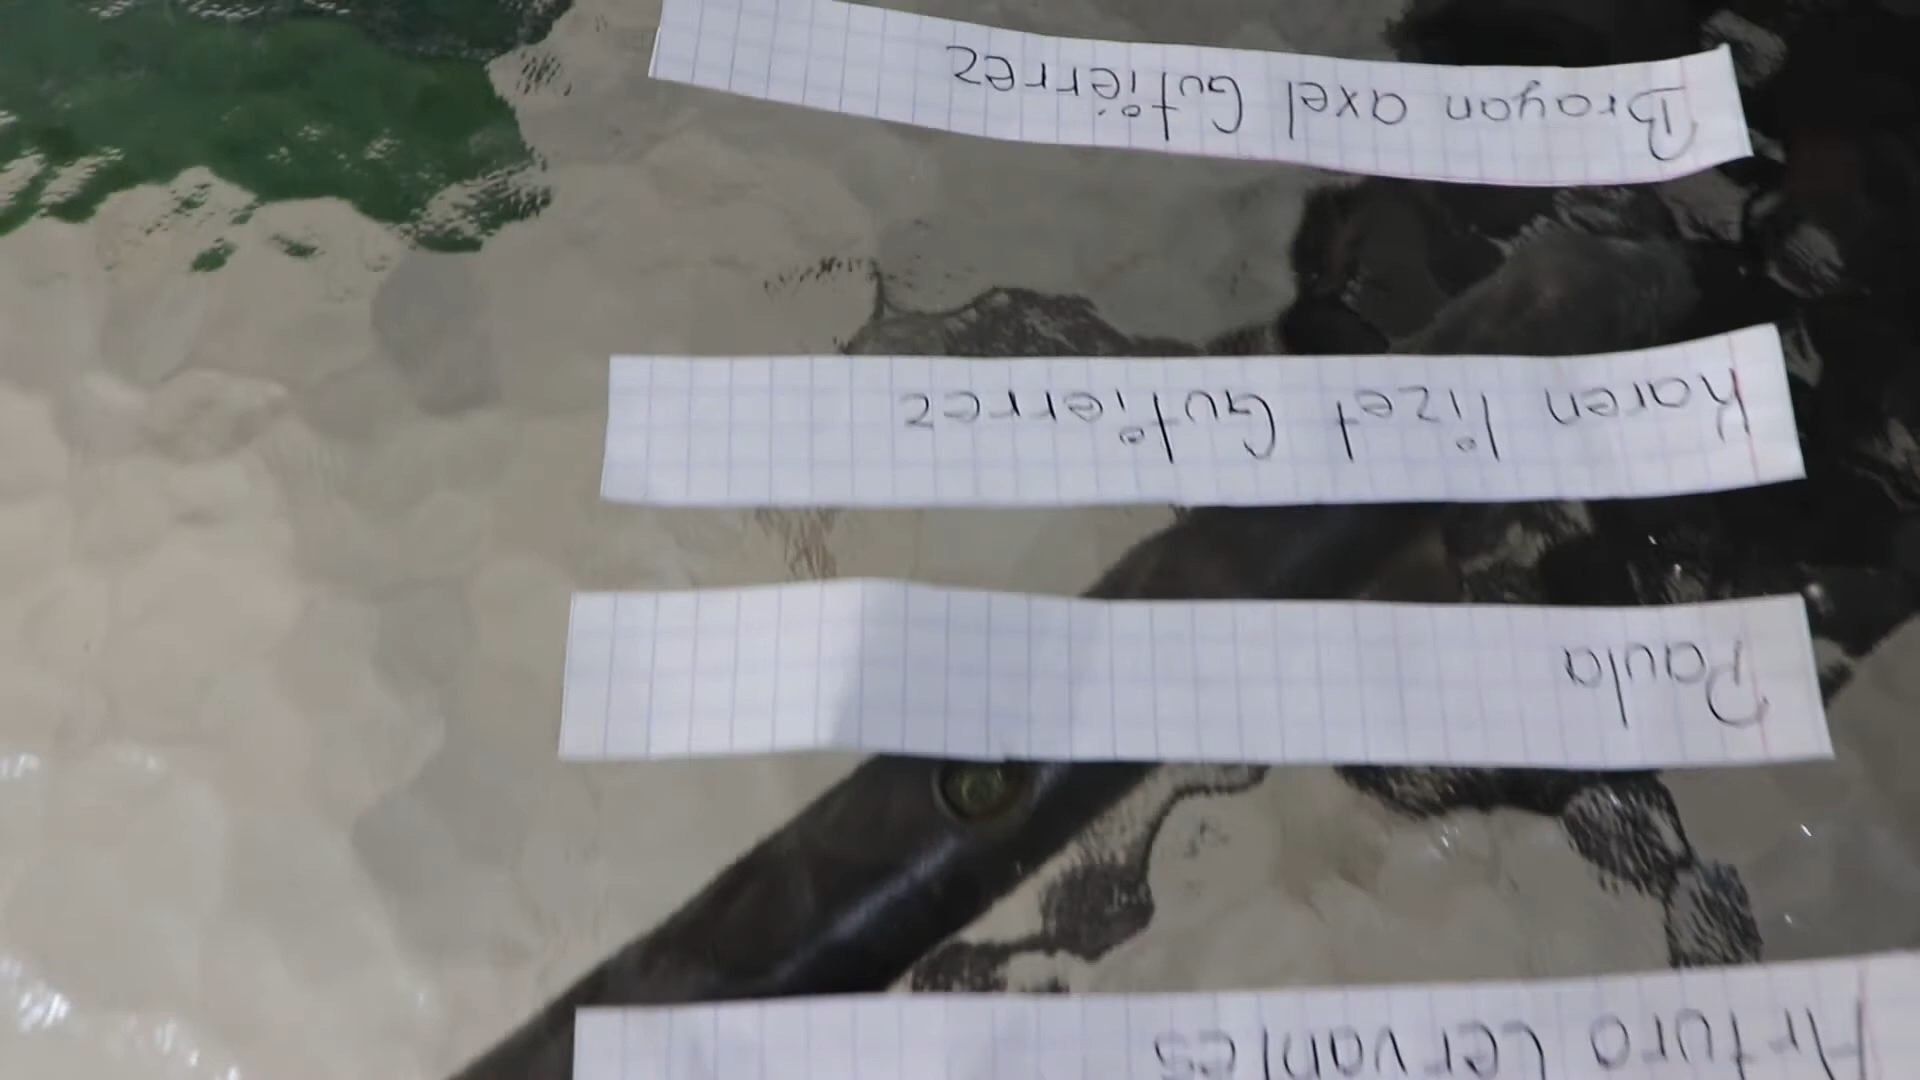 Arturo Cervantes
Paula
Karen lizet Gutierrez
Brayan axel Gutierrez